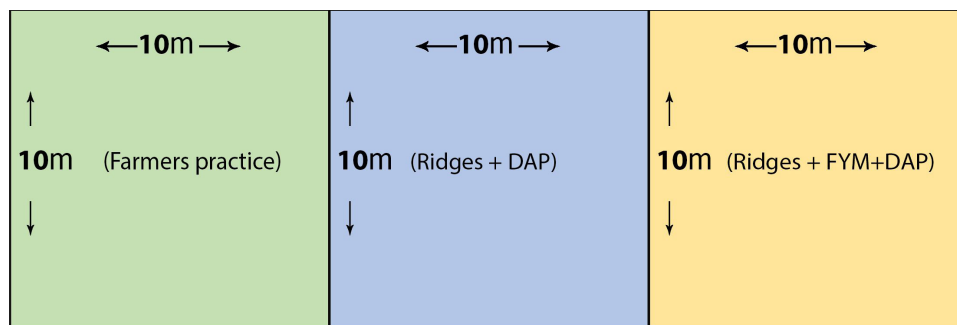 10m 10m 10m
10m (Farmers practice) 10m (Ridges + DAP) 10m (Ridges + FYM+DAP)